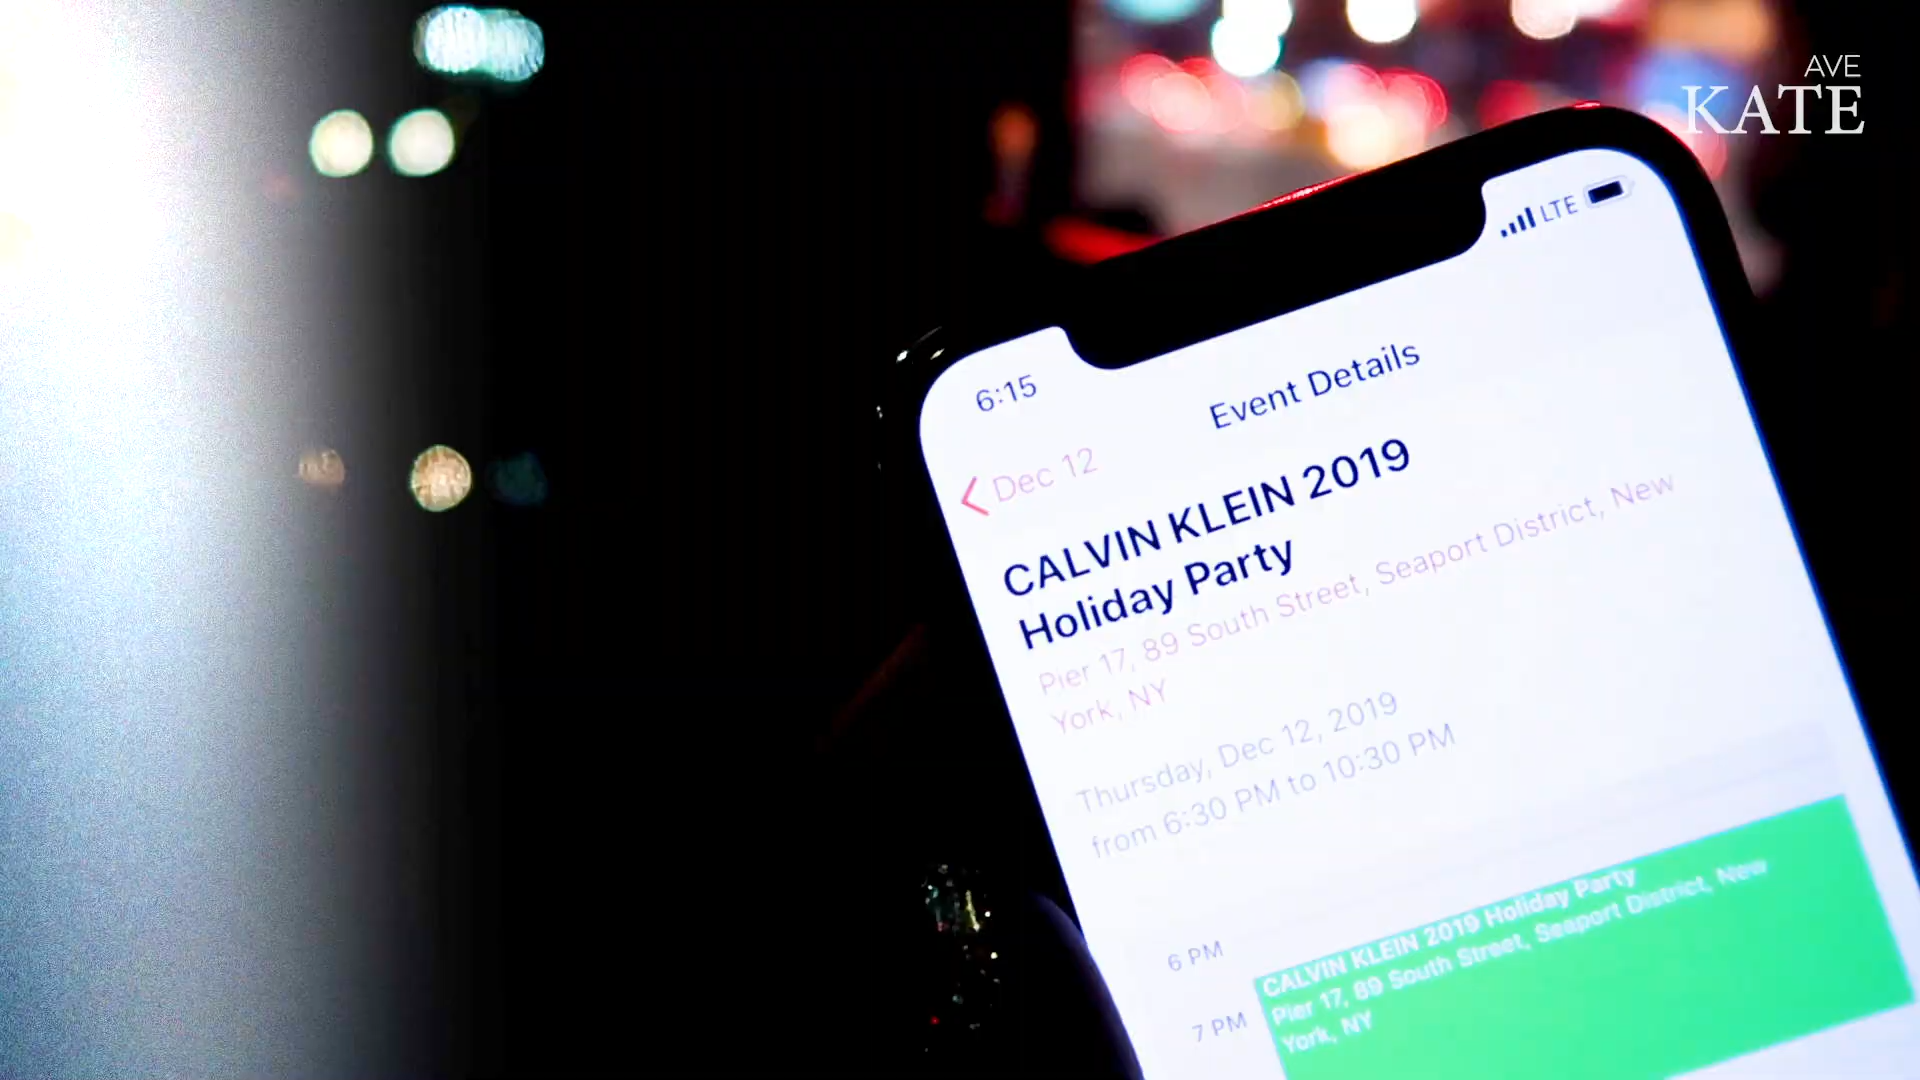 AVE
KATE
LTE
6:15
Event Details
Dec 12
CALVIN KLEIN 2019
Holiday Party
Pier 17, 89 South Street, Seaport District, New
York, NY
Thursday, Dec 12, 2019
from 6:30 PM to 10:30 PM
6 PM
CALVIN KLEIN 2019 Holiday Party
Pier 17, 89 South Street, Seaport District, New
York, NY
7 PM